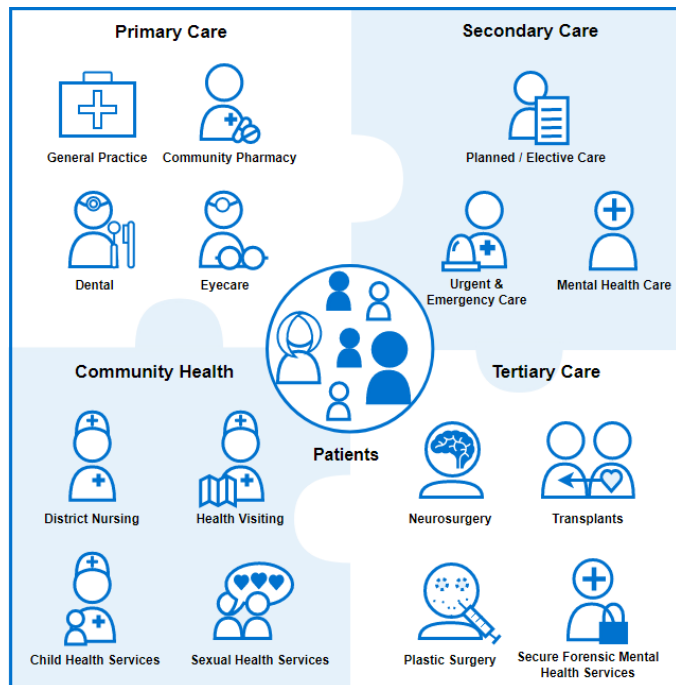 Primary Care
General Practice
Community Pharmacy
Dental
Eyecare
Secondary Care
Planned / Elective Care
Urgent &
Emergency Care
Mental Health Care
Patients
Community Health
District Nursing
Health Visiting
Child Health Services
Sexual Health Services
Tertiary Care
Neurosurgery
Transplants
Plastic Surgery
Secure Forensic Mental
Health Services